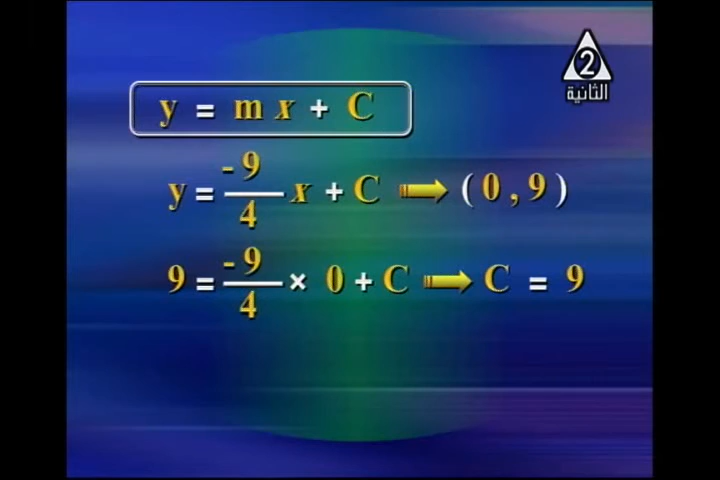 2
الثانية
y = m x + C
y = -9/4 x + C ⇒ (0,9)
9 = -9/4 × 0 + C ⇒ C = 9